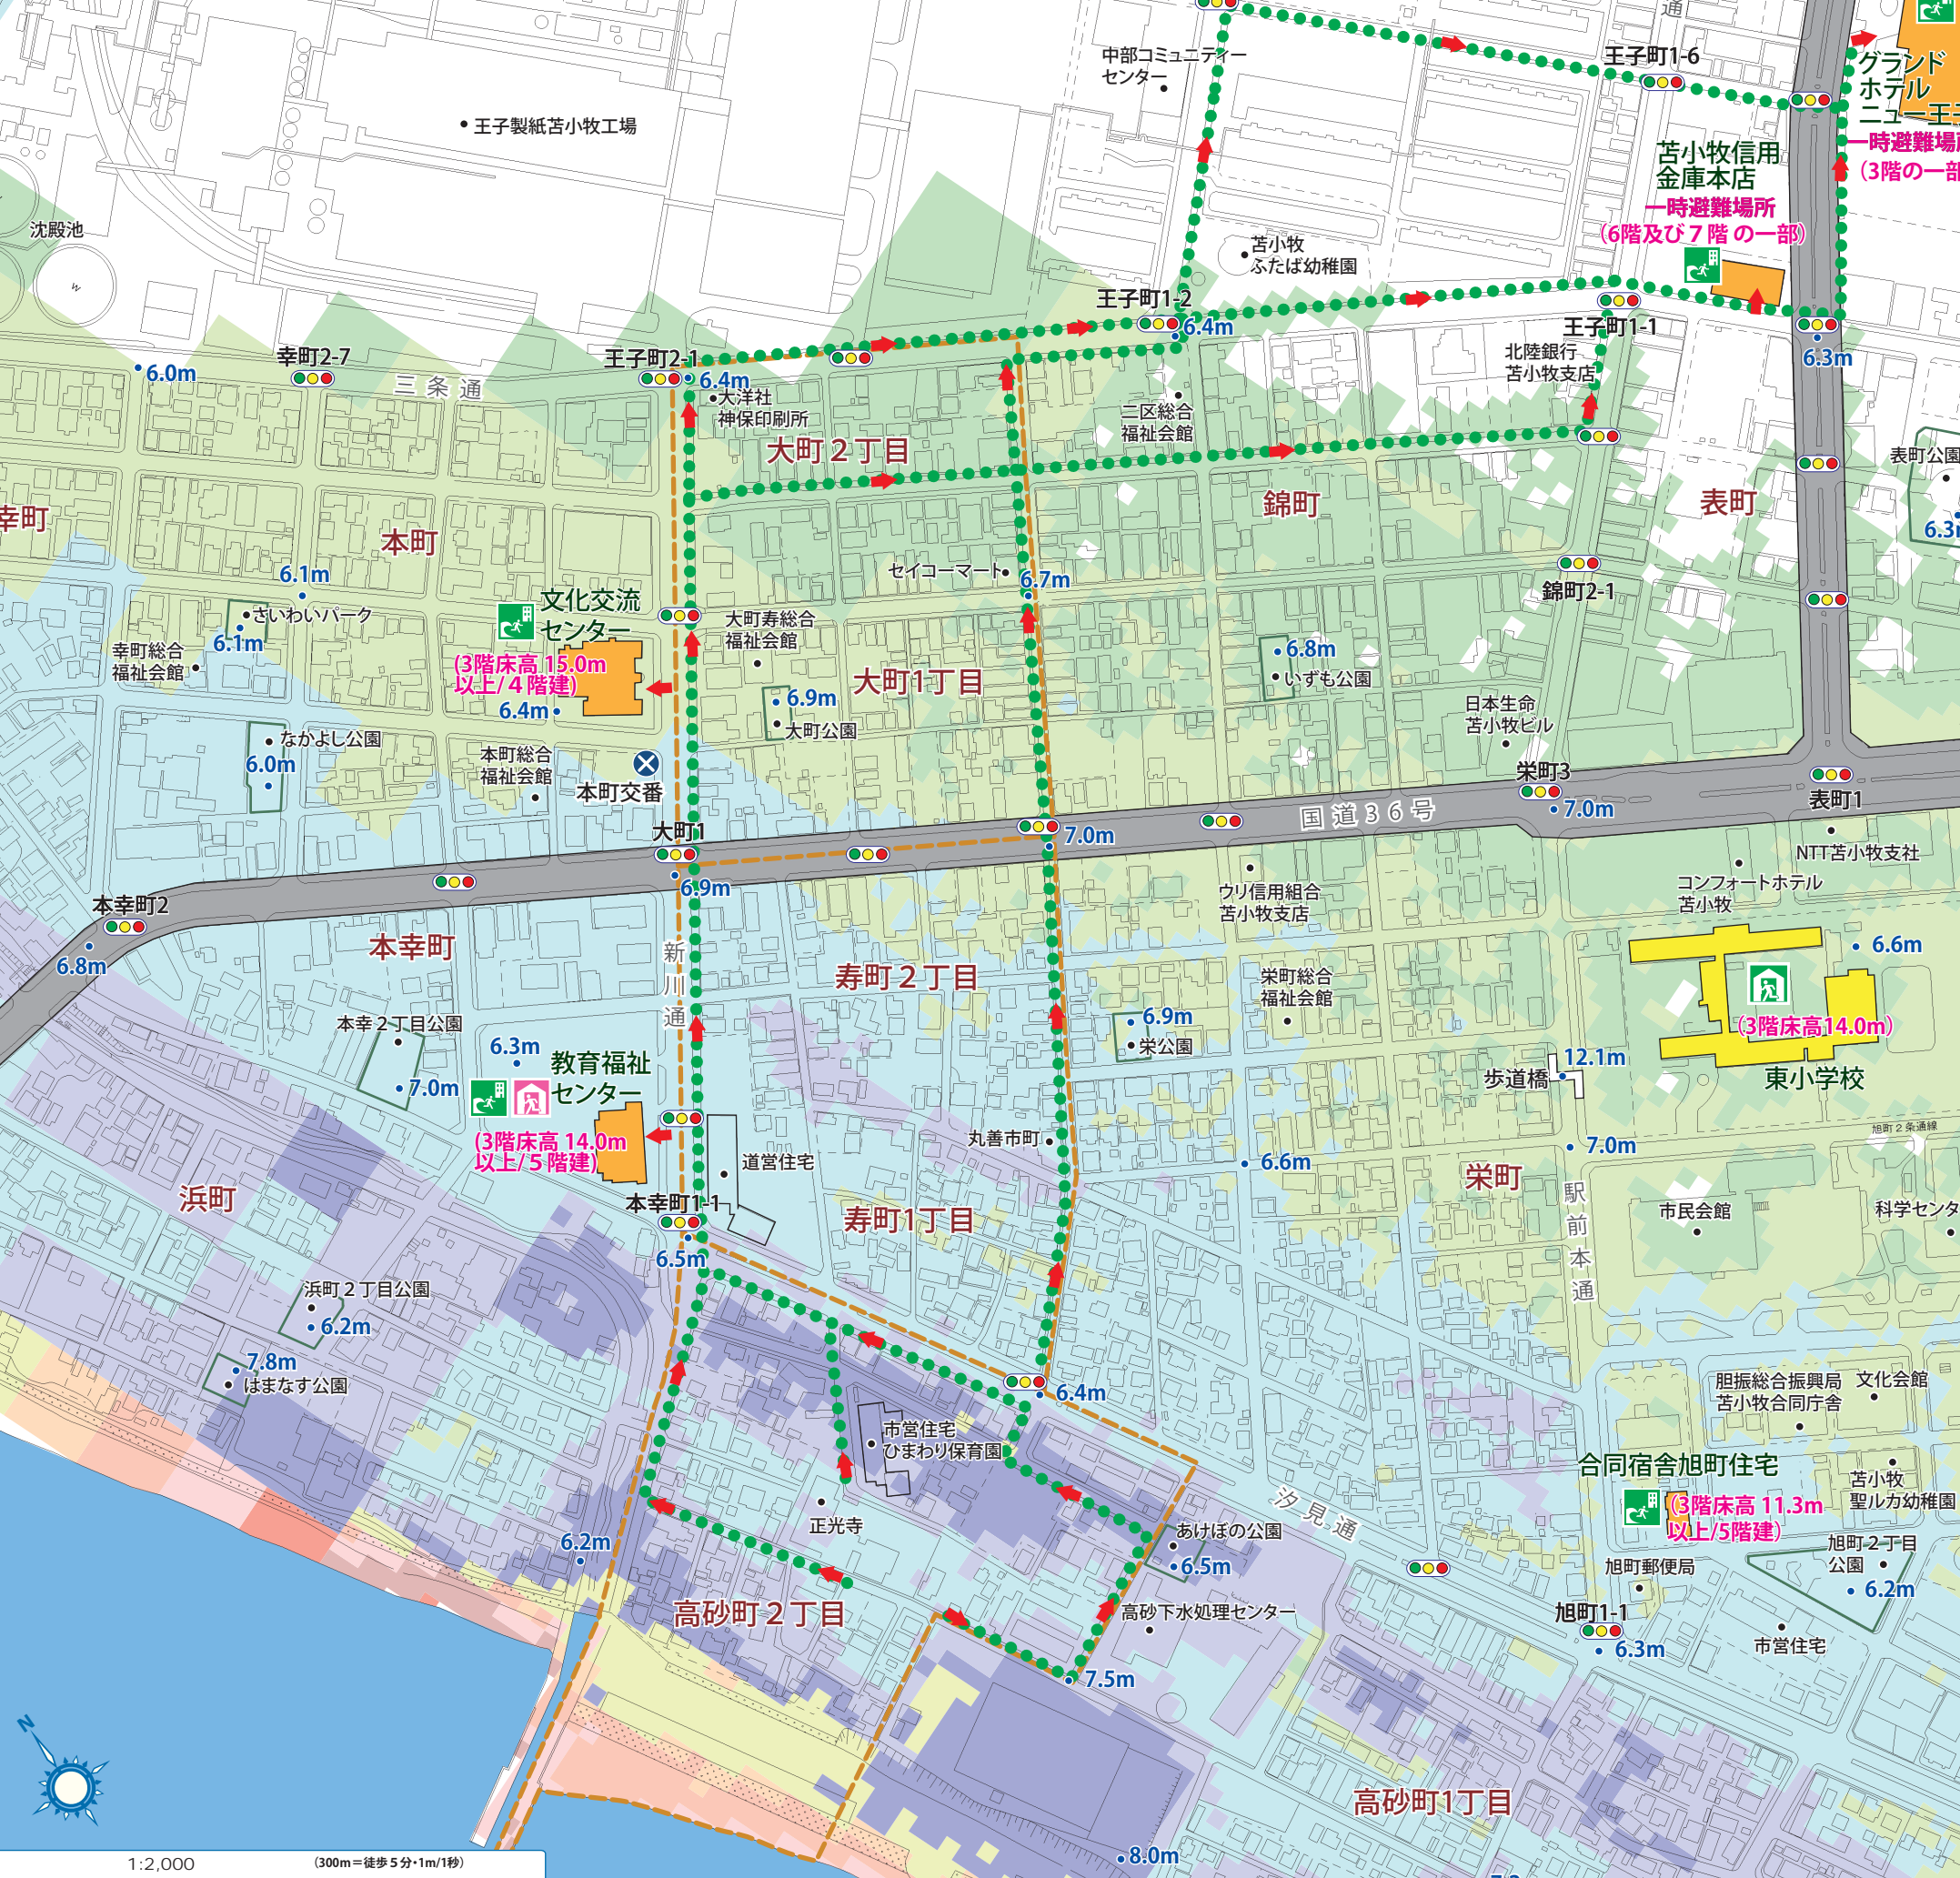 通
中部コミュニティー
センター
王子町1-6
グランド
ホテル
ニュー王子
一時避難場所
(3階の一部
王子製紙苫小牧工場
苫小牧信用
金庫本店
一時避難場所
(6階及び７階 の一部)
沈殿池
W
苫小牧
ふたば幼稚園
王子町1-2
6.4m
王子町1-1
6.3m
幸町2-7
6.0m
三条通
王子町2-1
6.4m
大洋社
神保印刷所
北陸銀行
苫小牧支店
二区総合
福祉会館
大町２丁目
表町公園
幸町
本町
錦町
表町
6.3m
セイコーマート
6.7m
6.1m
さいわいパーク
6.1m
文化交流
センター
錦町2-1
幸町総合
福祉会館
(3階床高 15.0m
以上/４階建)
6.4m
大町寿総合
福祉会館
6.9m
大町公園
大町1丁目
6.8m
いずも公園
なかよし公園
6.0m
本町総合
福祉会館
本町交番
日本生命
苫小牧ビル
栄町3
7.0m
国道36号
表町1
大町1
6.9m
7.0m
NTT苫小牧支社
コンフォートホテル
苫小牧
ウリ信用組合
苫小牧支店
本幸町2
6.8m
本幸町
新川通
寿町２丁目
栄町総合
福祉会館
6.6m
(3階床高14.0m)
東小学校
本幸２丁目公園
7.0m
6.3m
教育福祉
センター
(3階床高 14.0m
以上/５階建)
6.9m
栄公園
12.1m
歩道橋
丸善市町
道営住宅
6.6m
7.0m
旭町２条通線
浜町
本幸町1-1
6.5m
寿町1丁目
栄町
駅前本通
市民会館
科学センタ
浜町２丁目公園
6.2m
7.8m
はまなす公園
6.4m
胆振総合振興局
苫小牧合同庁舎
文化会館
市営住宅
ひまわり保育園
合同宿舎旭町住宅
(3階床高 11.3m
以上/5階建)
苫小牧
聖ルカ幼稚園
汐見通
正光寺
あけぼの公園
6.5m
6.2m
旭町２丁目
公園
6.2m
旭町郵便局
高砂町２丁目
高砂下水処理センター
旭町1-1
6.3m
市営住宅
7.5m
高砂町1丁目
N
8.0m
1:2,000
(300m＝徒歩５分・1m/1秒)